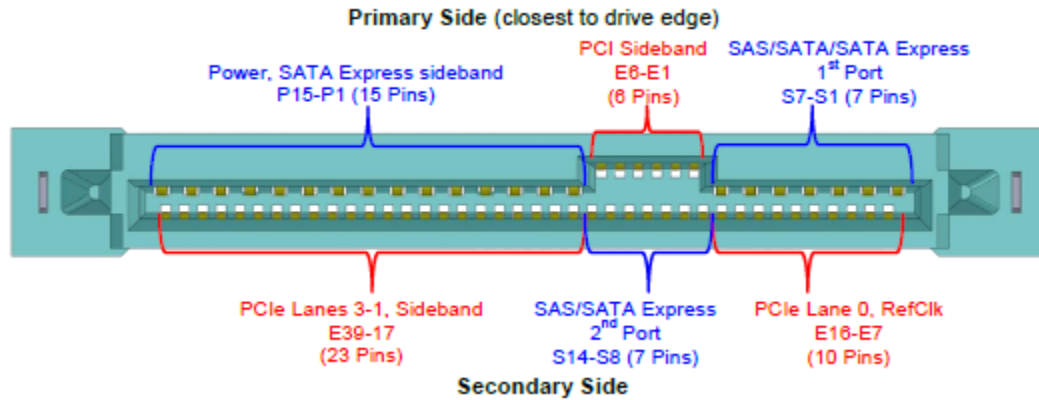 Primary Side (closest to drive edge)
Power, SATA Express sideband
P15-P1 (15 Pins)
PCI Sideband
E6-E1
(6 Pins)
SAS/SATA/SATA Express
1st Port
S7-S1 (7 Pins)
PCIe Lanes 3-1, Sideband
E39-17
(23 Pins)
SAS/SATA Express
2nd Port
S14-S8 (7 Pins)
PCIe Lane 0, RefClk
E16-E7
(10 Pins)
Secondary Side